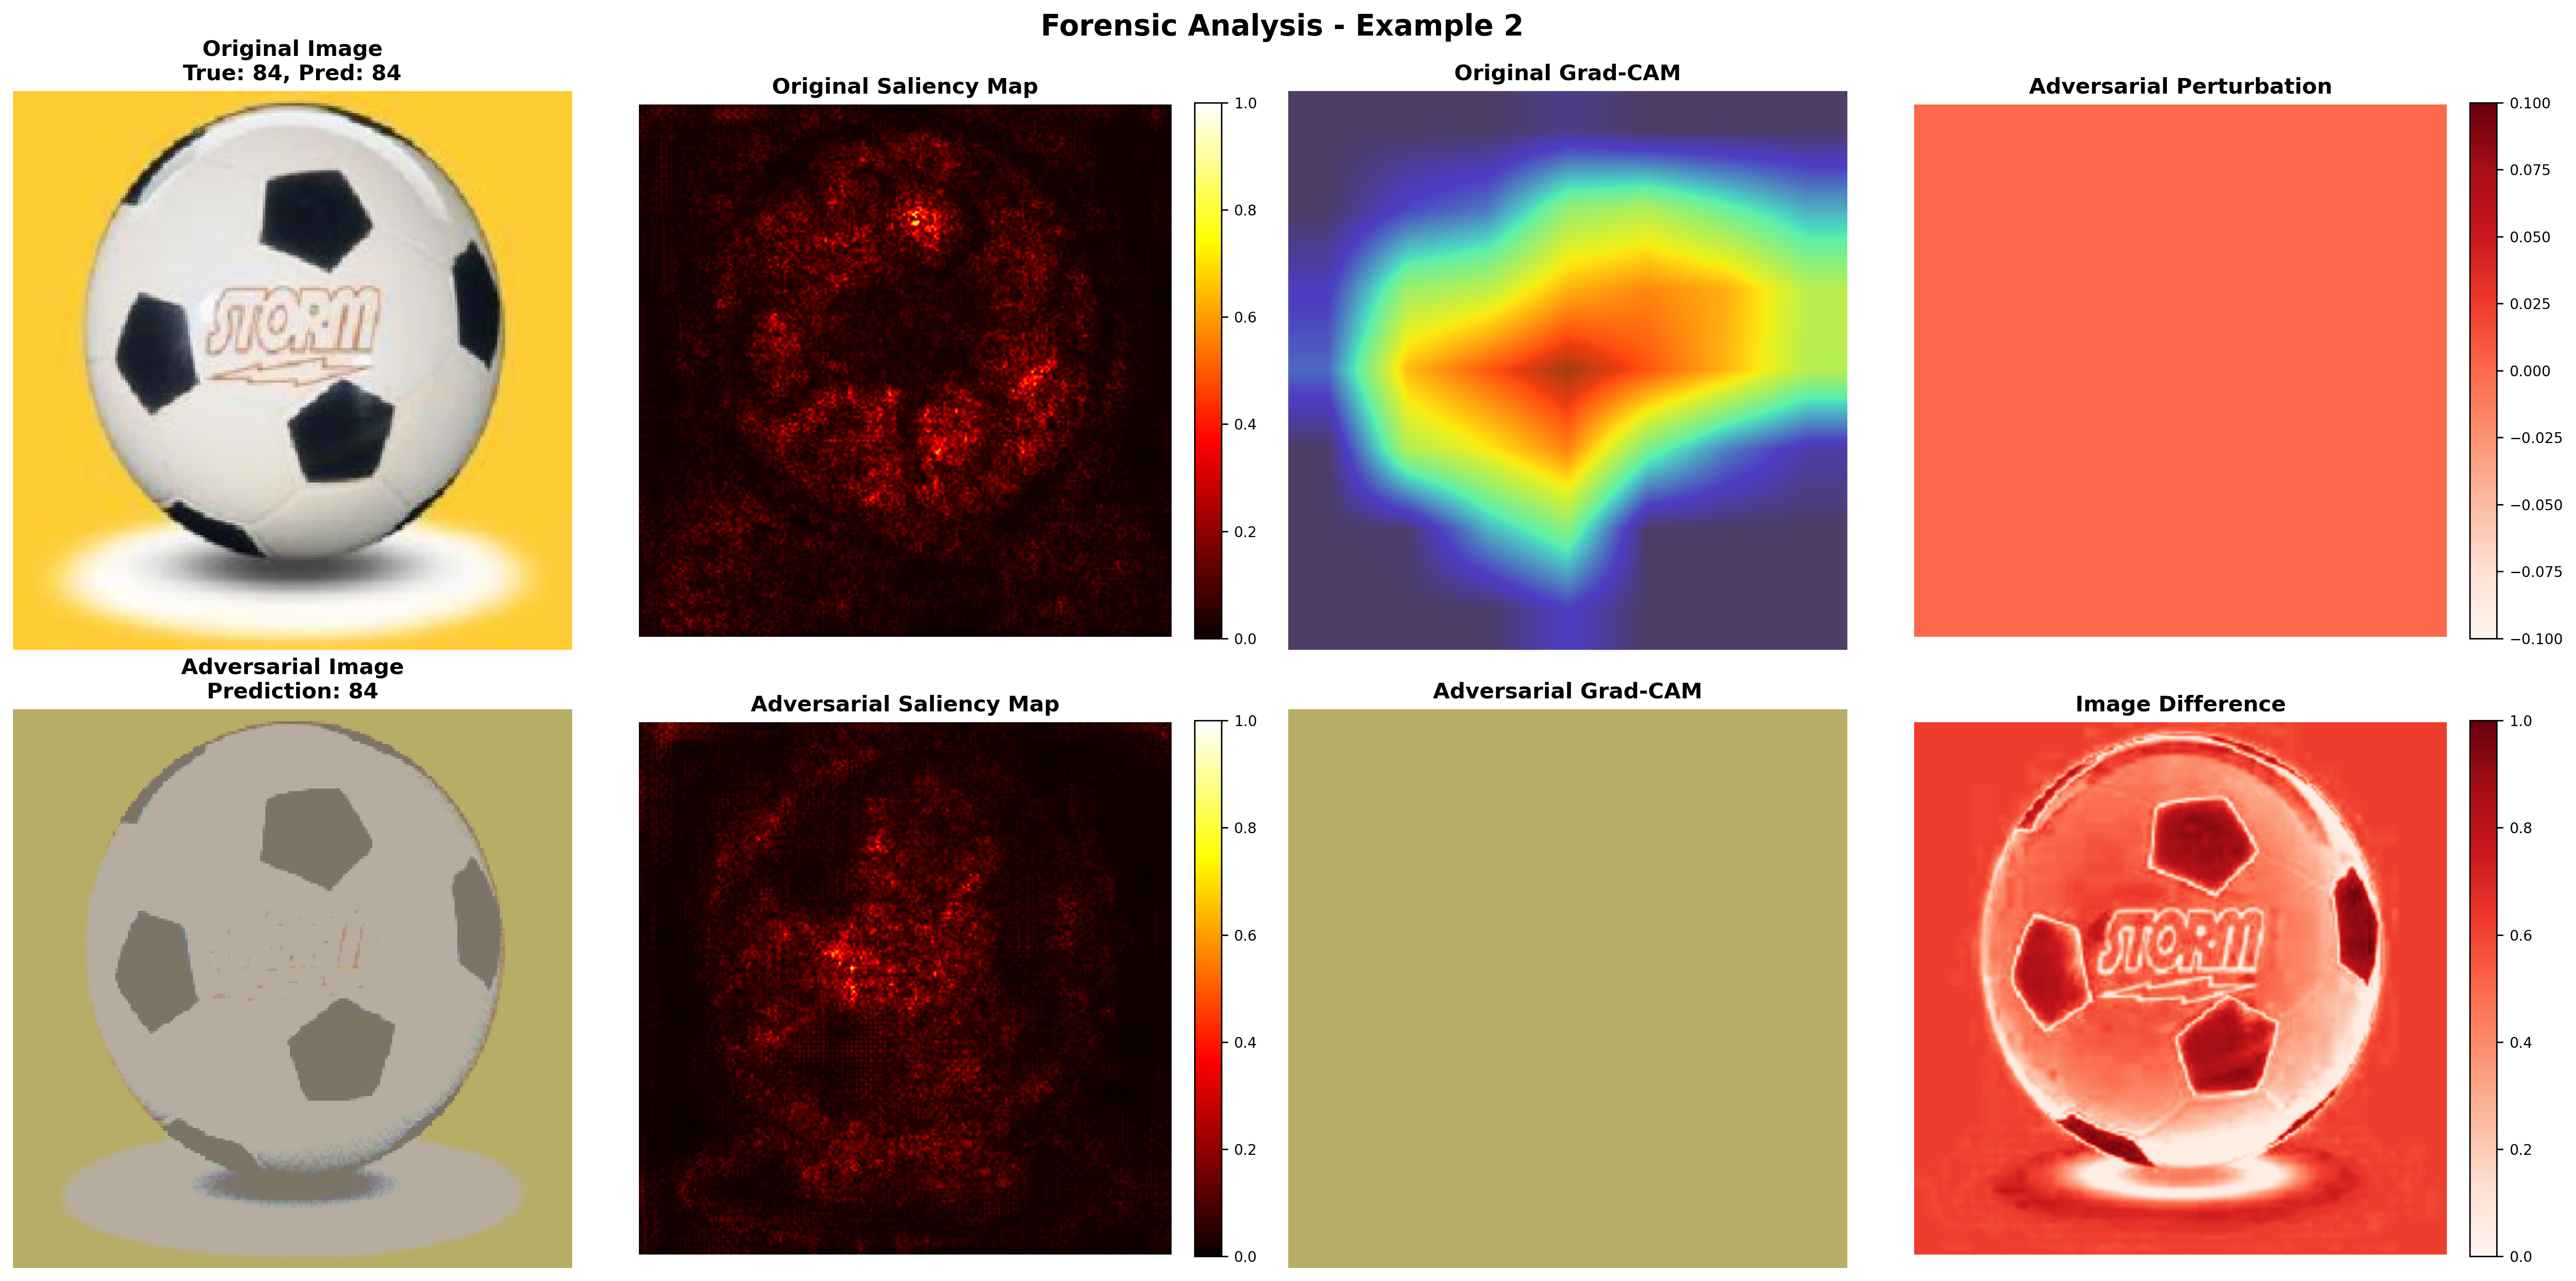 Forensic Analysis - Example 2
Original Image
True: 84, Pred: 84
Original Saliency Map
Original Grad-CAM
Adversarial Perturbation
STORM
1.0
0.8
0.6
0.4
0.2
0.0
0.100
0.075
0.050
0.025
0.000
−0.025
−0.050
−0.075
−0.100
Adversarial Image
Prediction: 84
Adversarial Saliency Map
Adversarial Grad-CAM
Image Difference
1.0
0.8
0.6
0.4
0.2
0.0
STORM
1.0
0.8
0.6
0.4
0.2
0.0